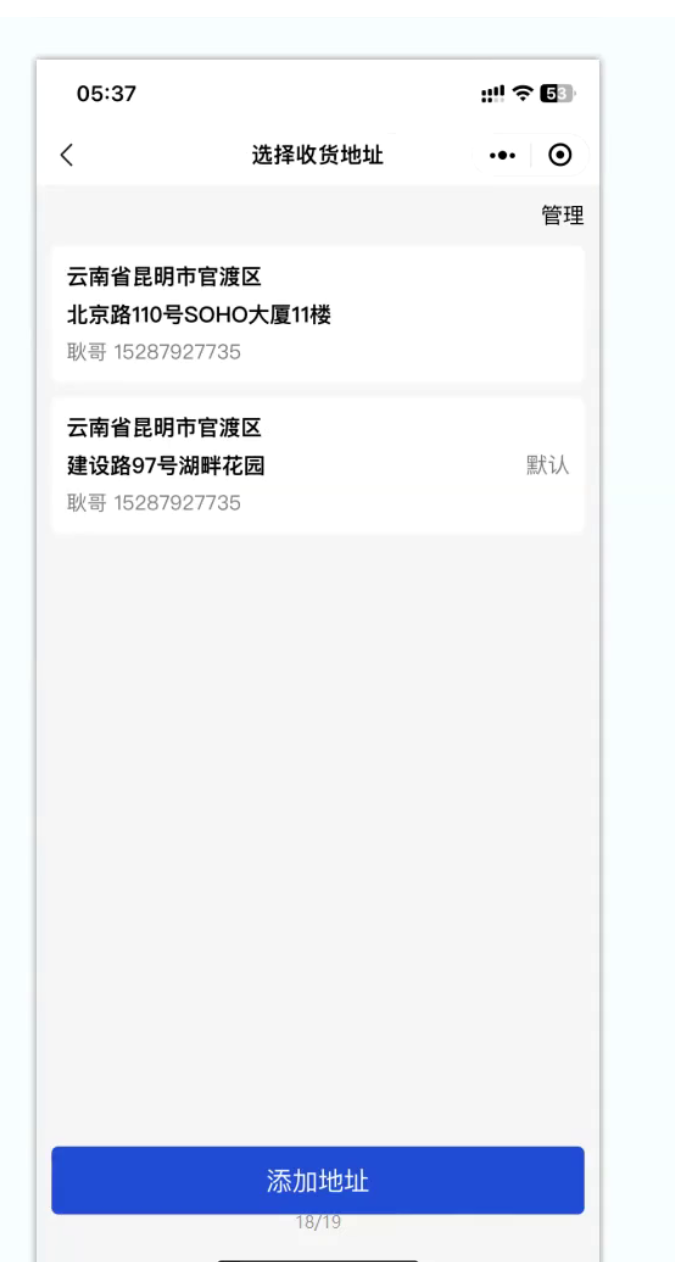 05:37
53
选择收货地址
管理
云南省昆明市官渡区
北京路110号SOHO大厦11楼
耿哥 15287927735
云南省昆明市官渡区
建设路97号湖畔花园
默认
耿哥 15287927735
添加地址
18/19